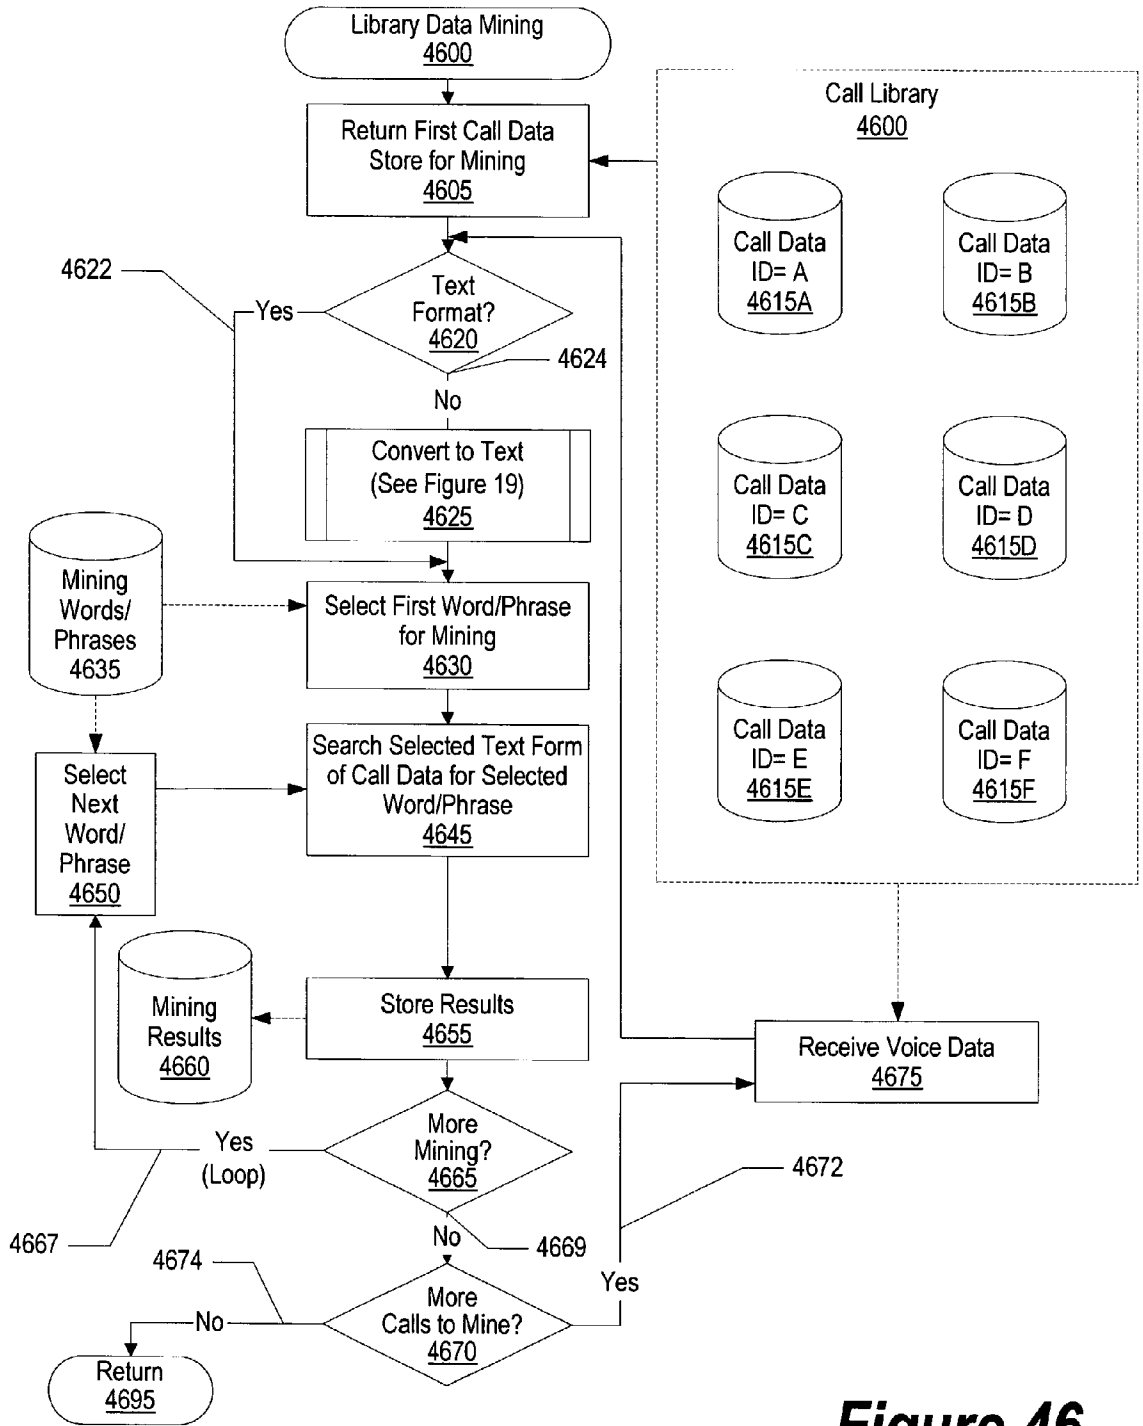 Library Data Mining
4600
Return First Call Data
Store for Mining
4605
Call Library
4600
Call Data
ID= A
4615A
Call Data
ID= B
4615B
Call Data
ID= C
4615C
Call Data
ID= D
4615D
Call Data
ID= E
4615E
Call Data
ID= F
4615F
4622
Yes
Text
Format?
4620
4624
No
Convert to Text
(See Figure 19)
4625
Mining
Words/
Phrases
4635
Select First Word/Phrase
for Mining
4630
Select
Next
Word/
Phrase
4650
Search Selected Text Form
of Call Data for Selected
Word/Phrase
4645
Mining
Results
4660
Store Results
4655
Receive Voice Data
4675
More
Mining?
4665
Yes
(Loop)
4667
4672
No
4669
4674
Yes
More
Calls to Mine?
4670
No
Return
4695
Figure 46